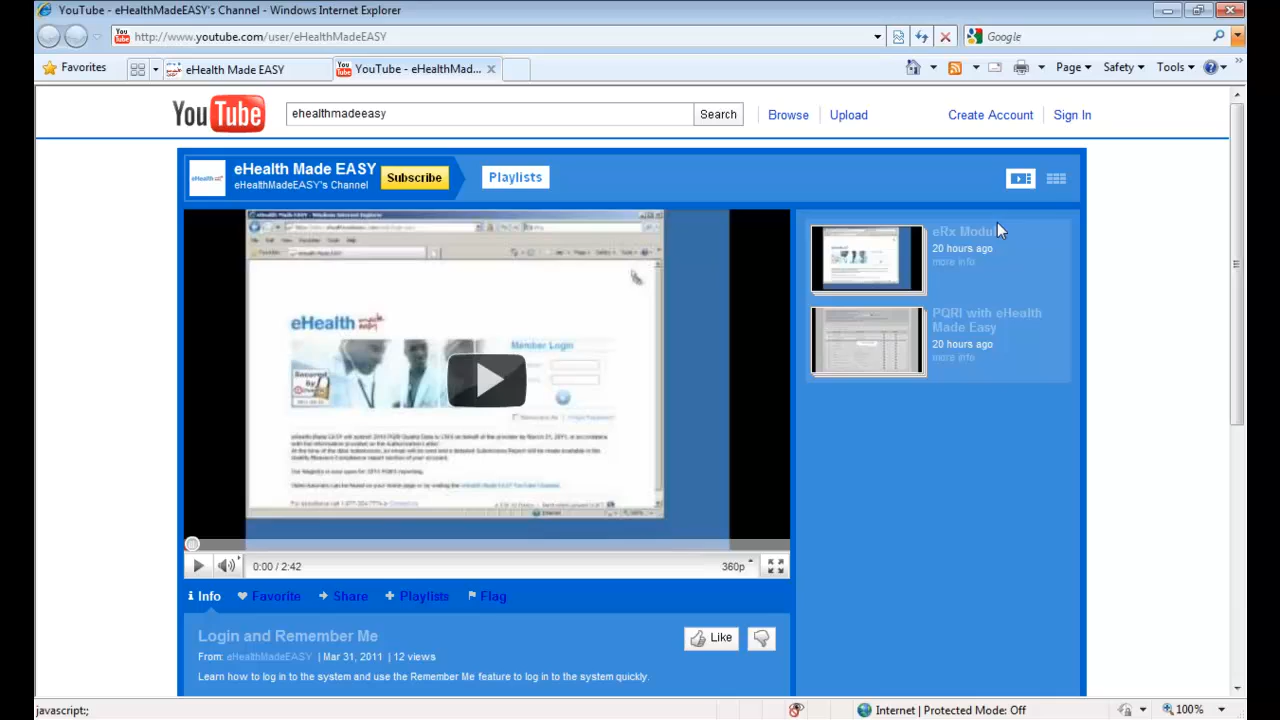 YouTube - eHealthMadeEASY's Channel - Windows Internet Explorer
http://www.youtube.com/user/eHealthMadeEASY
Google
Favorites
eHealth Made EASY
YouTube - eHealthMad...
Page
Safety
Tools
YouTube
ehealthmadeeasy
Search
Browse
Upload
Create Account
Sign In
eHealth Made EASY
eHealthMadeEASY's Channel
Subscribe
Playlists
eHealth
Member Login
Secured by
eRx Modul
20 hours ago
more info
PQRI with eHealth
Made Easy
20 hours ago
more info
0:00 / 2:42
360p
Info
Favorite
Share
Playlists
Flag
Login and Remember Me
From: eHealthMadeEASY | Mar 31, 2011 | 12 views
Like
Learn how to log in to the system and use the Remember Me feature to log in to the system quickly.
javascript:;
Internet | Protected Mode: Off
100%